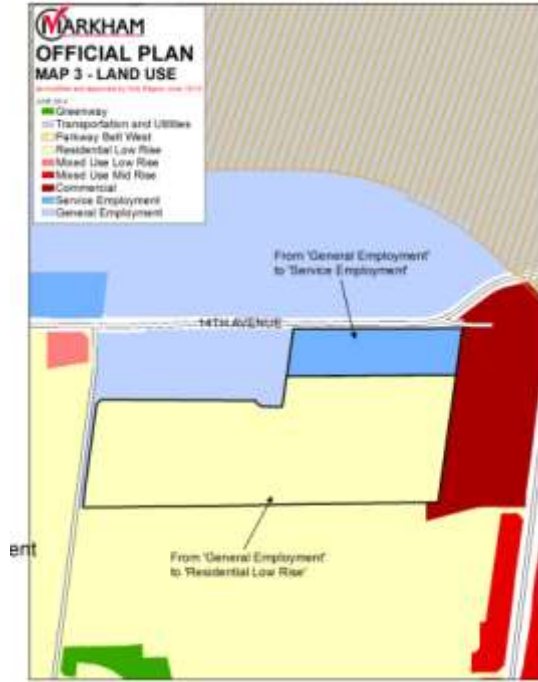 MARKHAM
OFFICIAL PLAN
MAP 3 - LAND USE
Greenway
Transportation and Utilities
Parkway Belt West
Residential Low Rise
Mixed Use Low Rise
Mixed Use Mid Rise
Commercial
Service Employment
General Employment
From 'General Employment'
to 'Service Employment'
14TH AVENUE
ent
From 'General Employment'
to 'Residential Low Rise'